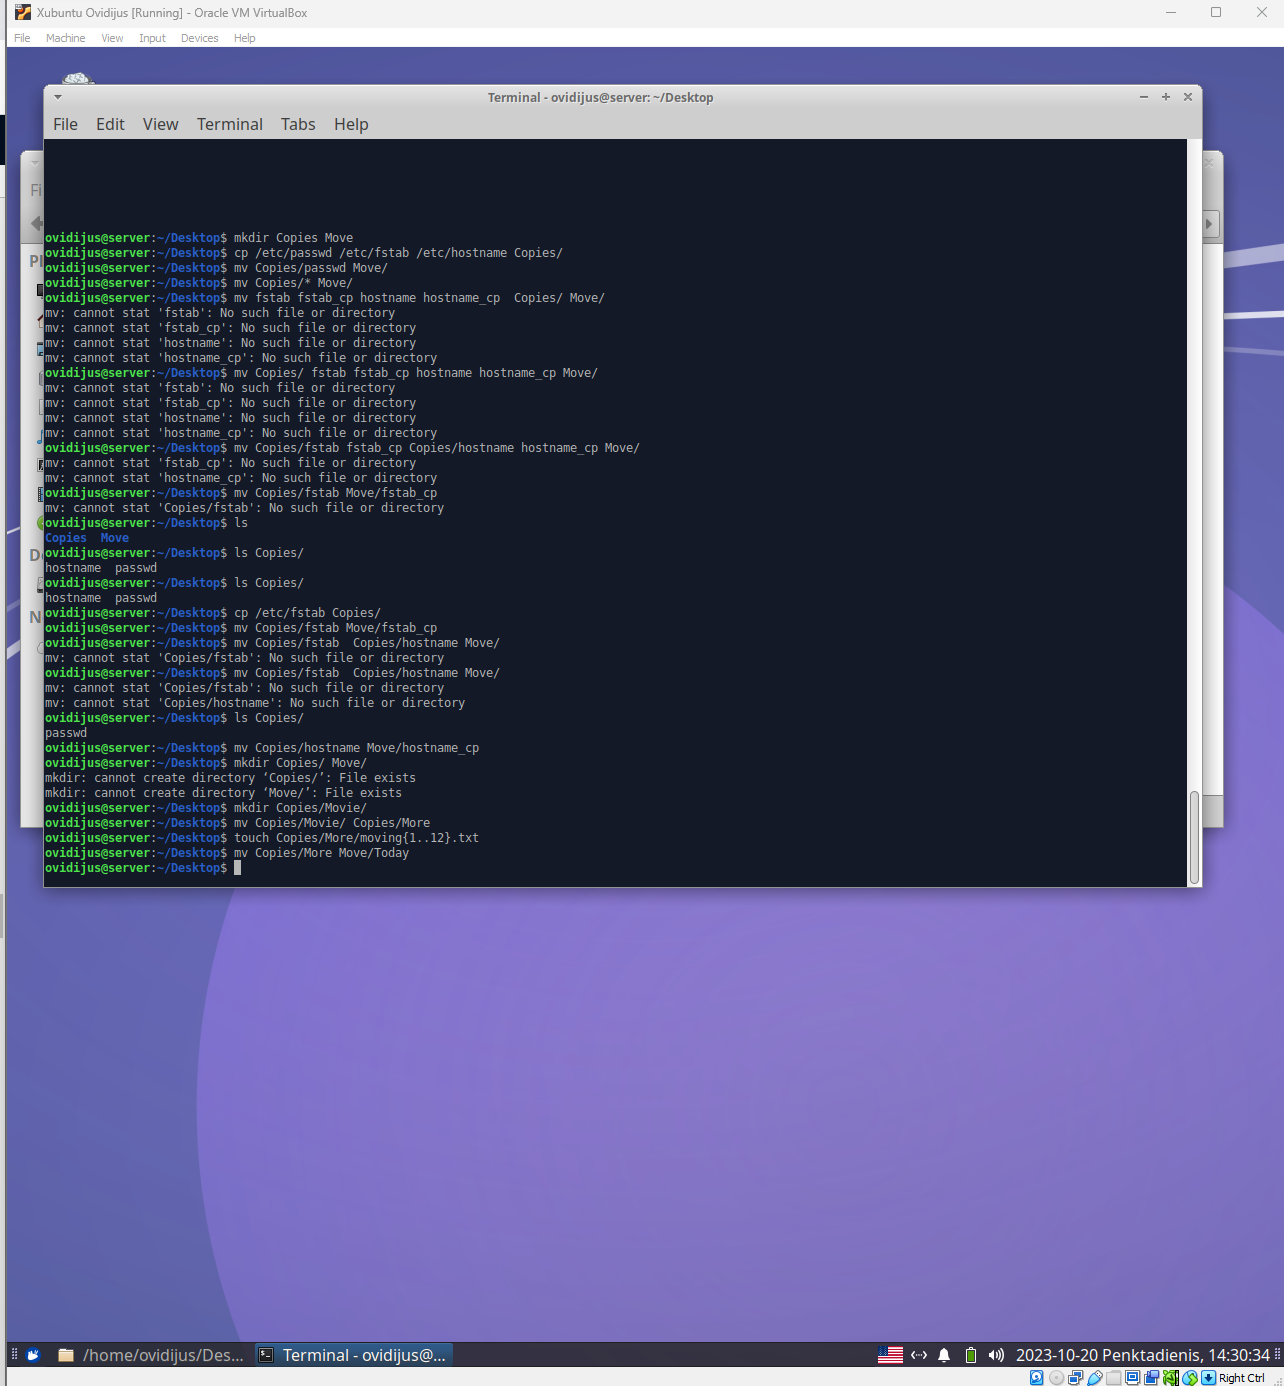 Xubuntu Ovidijus [Running] - Oracle VM VirtualBox
File Machine View Input Devices Help
Terminal - ovidijus@server: ~/Desktop
File Edit View Terminal Tabs Help
ovidijus@server:~/Desktop$ mkdir Copies Move
ovidijus@server:~/Desktop$ cp /etc/passwd /etc/fstab /etc/hostname Copies/
ovidijus@server:~/Desktop$ mv Copies/passwd Move/
ovidijus@server:~/Desktop$ mv Copies/* Move/
ovidijus@server:~/Desktop$ mv fstab fstab_cp hostname hostname_cp  Copies/ Move/
mv: cannot stat 'fstab': No such file or directory
mv: cannot stat 'fstab_cp': No such file or directory
mv: cannot stat 'hostname': No such file or directory
mv: cannot stat 'hostname_cp': No such file or directory
ovidijus@server:~/Desktop$ mv Copies/ fstab fstab_cp hostname hostname_cp Move/
mv: cannot stat 'fstab': No such file or directory
mv: cannot stat 'fstab_cp': No such file or directory
mv: cannot stat 'hostname': No such file or directory
mv: cannot stat 'hostname_cp': No such file or directory
ovidijus@server:~/Desktop$ mv Copies/fstab fstab_cp Copies/hostname hostname_cp Move/
mv: cannot stat 'fstab_cp': No such file or directory
mv: cannot stat 'hostname_cp': No such file or directory
ovidijus@server:~/Desktop$ mv Copies/fstab Move/fstab_cp
mv: cannot stat 'Copies/fstab': No such file or directory
ovidijus@server:~/Desktop$ ls
Copies  Move
ovidijus@server:~/Desktop$ ls Copies/
hostname  passwd
ovidijus@server:~/Desktop$ ls Copies/
hostname  passwd
ovidijus@server:~/Desktop$ cp /etc/fstab Copies/
ovidijus@server:~/Desktop$ mv Copies/fstab Move/fstab_cp
ovidijus@server:~/Desktop$ mv Copies/fstab  Copies/hostname Move/
mv: cannot stat 'Copies/fstab': No such file or directory
ovidijus@server:~/Desktop$ mv Copies/fstab  Copies/hostname Move/
mv: cannot stat 'Copies/fstab': No such file or directory
mv: cannot stat 'Copies/hostname': No such file or directory
ovidijus@server:~/Desktop$ ls Copies/
passwd
ovidijus@server:~/Desktop$ mv Copies/hostname Move/hostname_cp
ovidijus@server:~/Desktop$ mkdir Copies/ Move/
mkdir: cannot create directory ‘Copies/’: File exists
mkdir: cannot create directory ‘Move/’: File exists
ovidijus@server:~/Desktop$ mkdir Copies/Movie/
ovidijus@server:~/Desktop$ mv Copies/Movie/ Copies/More
ovidijus@server:~/Desktop$ touch Copies/More/moving{1..12}.txt
ovidijus@server:~/Desktop$ mv Copies/More Move/Today
ovidijus@server:~/Desktop$
/home/ovidijus/Des... Terminal - ovidijus@... 2023-10-20 Penktadienis, 14:30:34
Right Ctrl